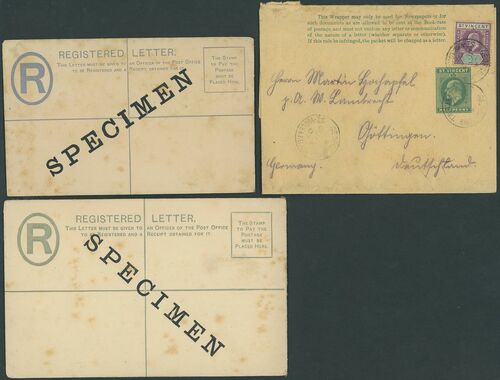 REGISTERED LETTER.
THIS LETTER MUST BE GIVEN TO AN OFFICER OF THE POST OFFICE
TO BE REGISTERED AND A RECEIPT OBTAINED FOR IT.
R
THE STAMP
TO PAY THE
POSTAGE
MUST BE
PLACED HERE.
SPECIMEN
This Wrapper may only be used for Newspapers or for
such documents as are allowed to be sent at the Book-rate
of postage, and must not enclose any letter or communication
of the nature of a letter (whether separate or otherwise).
If this rule be infringed, the packet will be charged as a letter.
ST VINCENT
ST VINCENT
HALFPENNY
Herrn Martin
p. A. W. Lambrecht
Göttingen.
Germany.
Deutschland.
REGISTERED LETTER.
THIS LETTER MUST BE GIVEN TO AN OFFICER OF THE POST OFFICE
TO BE REGISTERED AND A RECEIPT OBTAINED FOR IT.
R
THE STAMP
TO PAY THE
POSTAGE
MUST BE
PLACED HERE.
SPECIMEN